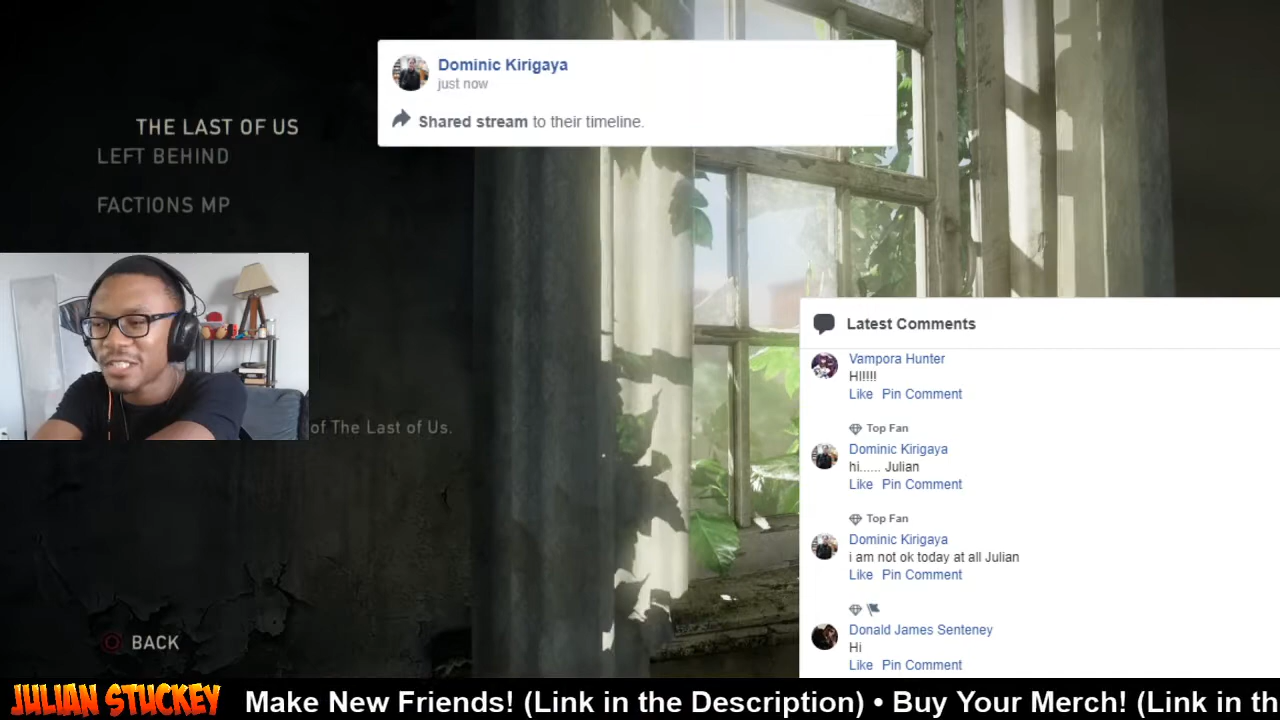 Dominic Kirigaya
just now
Shared stream to their timeline.
THE LAST OF US
LEFT BEHIND
FACTIONS MP
of The Last of Us.
BACK
Latest Comments
Vampora Hunter
HI!!!!!
Like Pin Comment
Top Fan
Dominic Kirigaya
hi...... Julian
Like Pin Comment
Top Fan
Dominic Kirigaya
i am not ok today at all Julian
Like Pin Comment
Donald James Senteney
Hi
Like Pin Comment
JULIAN STUCKEY Make New Friends! (Link in the Description) • Buy Your Merch! (Link in th